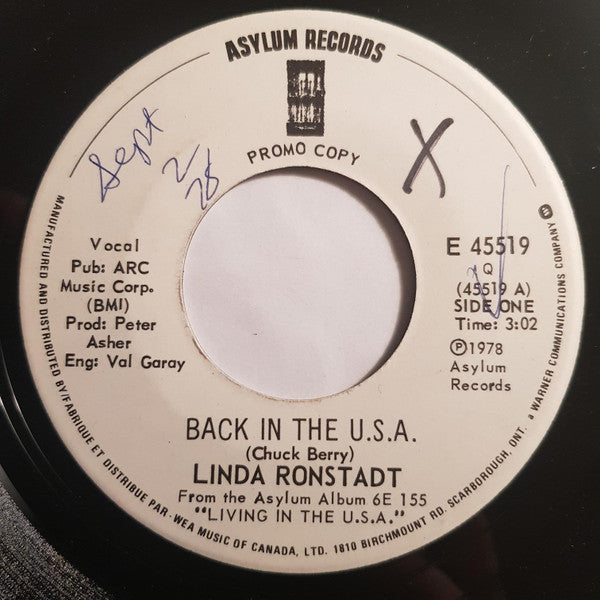 ASYLUM RECORDS
PROMO COPY
Sept
2/78
X
Vocal
Pub: ARC
Music Corp.
(BMI)
Prod: Peter
Asher
Eng: Val Garay
E 45519
Q
(45519 A)
SIDE ONE
Time: 3:02
Ⓟ1978
Asylum
Records
BACK IN THE U.S.A.
(Chuck Berry)
LINDA RONSTADT
From the Asylum Album 6E 155
"LIVING IN THE U.S.A."
MANUFACTURED AND DISTRIBUTED BY/FABRIQUE ET DISTRIBUE PAR-WEA MUSIC OF CANADA, LTD. 1810 BIRCHMOUNT RD. SCARBOROUGH, ONT. a WARNER COMMUNICATIONS COMPANY